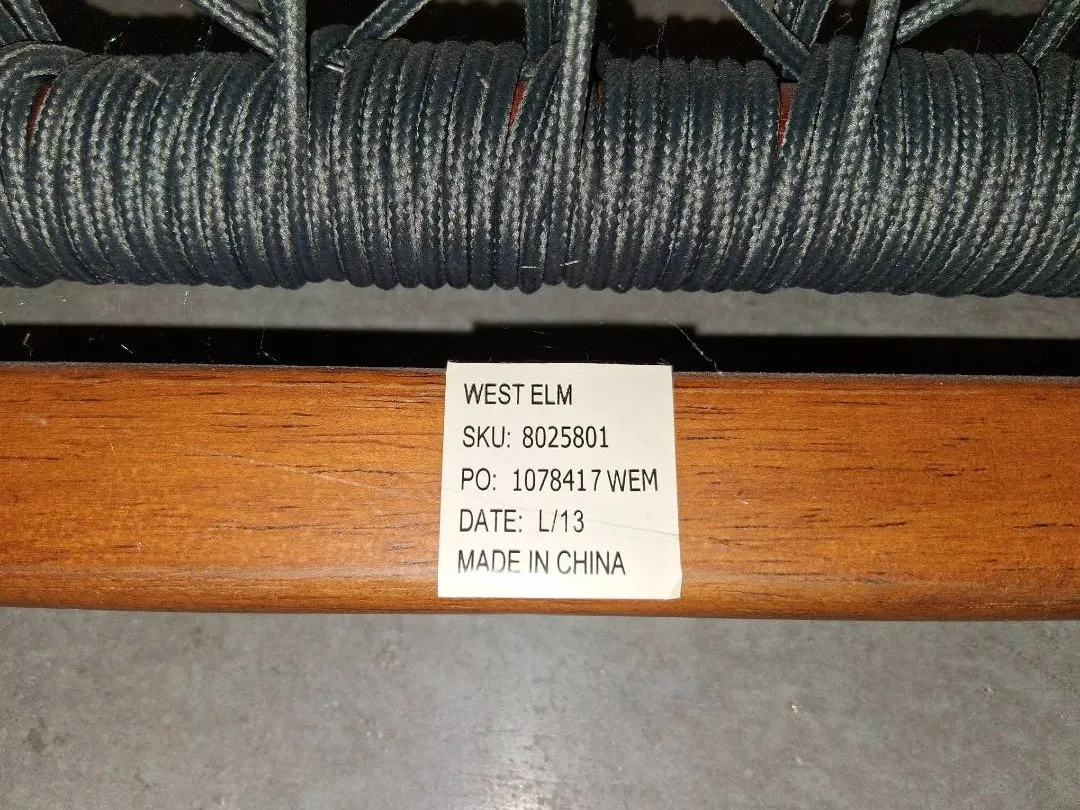 WEST ELM
SKU: 8025801
PO: 1078417 WEM
DATE: L/13
MADE IN CHINA